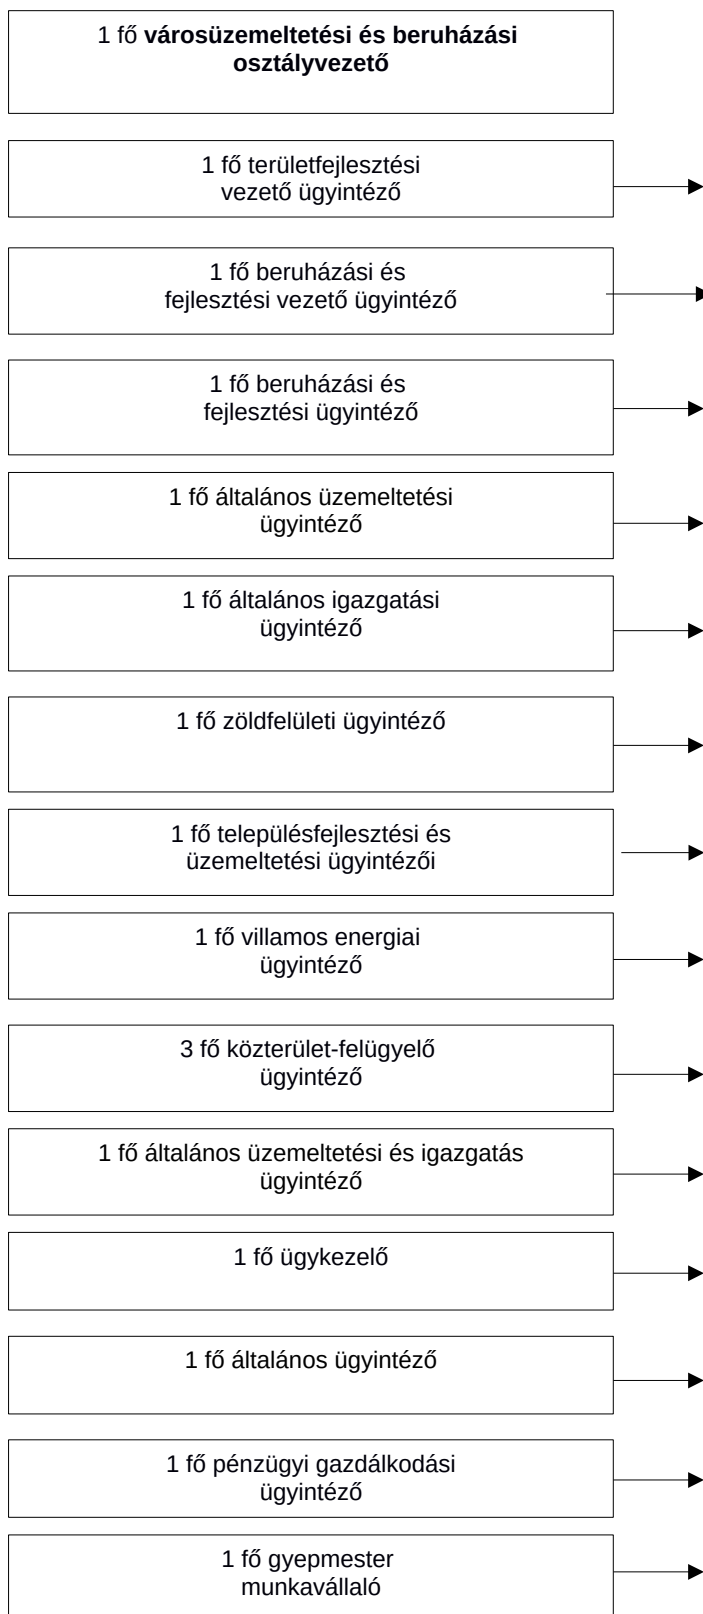 1 fő városüzemeltetési és beruházási
osztályvezető
1 fő területfejlesztési
vezető ügyintéző
1 fő beruházási és
fejlesztési vezető ügyintéző
1 fő beruházási és
fejlesztési ügyintéző
1 fő általános üzemeltetési
ügyintéző
1 fő általános igazgatási
ügyintéző
1 fő zöldfelületi ügyintéző
1 fő településfejlesztési és
üzemeltetési ügyintézői
1 fő villamos energiai
ügyintéző
3 fő közterület-felügyelő
ügyintéző
1 fő általános üzemeltetési és igazgatás
ügyintéző
1 fő ügykezelő
1 fő általános ügyintéző
1 fő pénzügyi gazdálkodási
ügyintéző
1 fő gyepmester
munkavállaló